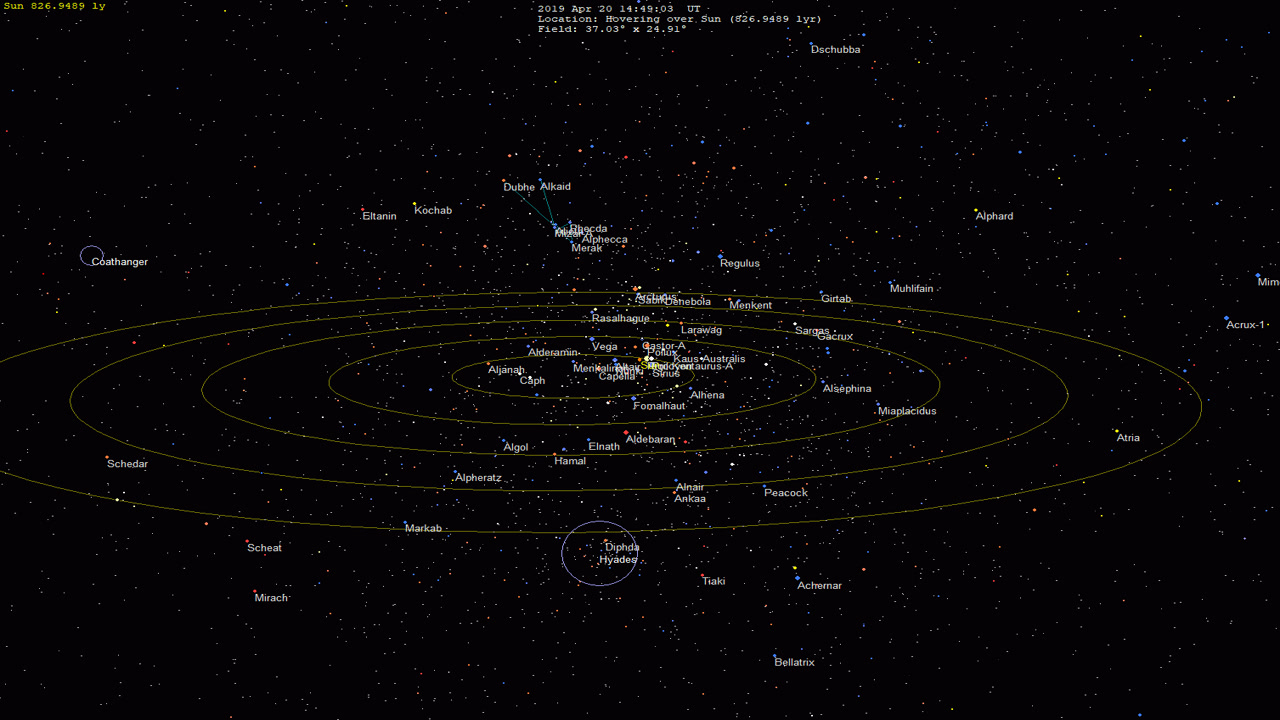 Sun 826.9489 ly
2019 Apr 20 14:49:03 UT
Location: Hovering over Sun (826.9489 lyr)
Field: 37.03° x 24.91°
Dschubba
Dubhe
Alkaid
Kochab
Eltanin
Alphard
Phecda
Alphecca
Merak
Coathanger
Regulus
Muhlifain
Arcturus
Denebola
Girtab
Menkent
Acrux-1
Rasalhague
Larawag
Sargas
Gacrux
Vega
Castor-A
Alderamin
Pollux
Kaus-Australis
Aljanah
Capella
Sirius
Caph
Alsephina
Alhena
Fomalhaut
Miaplacidus
Atria
Aldebaran
Algol
Elnath
Hamal
Schedar
Alpheratz
Alnair
Peacock
Ankaa
Markab
Scheat
Diphda
Hyades
Tiaki
Achernar
Mirach
Bellatrix